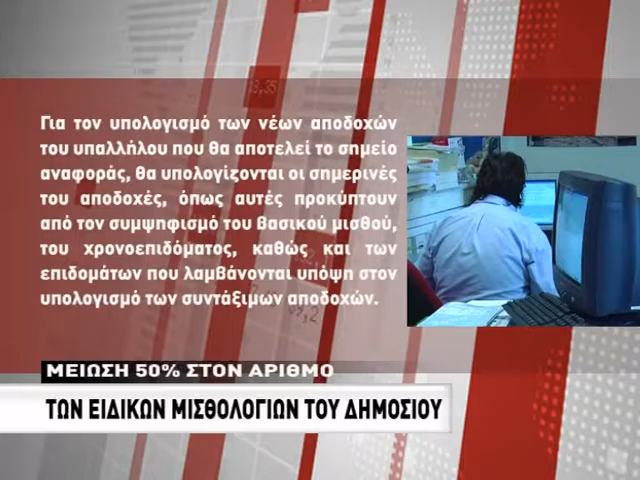 Για τον υπολογισμό των νέων αποδοχών
του υπαλλήλου που θα αποτελεί το σημείο
αναφοράς, θα υπολογίζονται οι σημερινές
του αποδοχές, όπως αυτές προκύπτουν
από τον συμψηφισμό του βασικού μισθού,
του χρονοεπιδόματος, καθώς και των
επιδομάτων που λαμβάνονται υπόψη στον
υπολογισμό των συντάξιμων αποδοχών.
ΜΕΙΩΣΗ 50% ΣΤΟΝ ΑΡΙΘΜΟ
ΤΩΝ ΕΙΔΙΚΩΝ ΜΙΣΘΟΛΟΓΙΩΝ ΤΟΥ ΔΗΜΟΣΙΟΥ